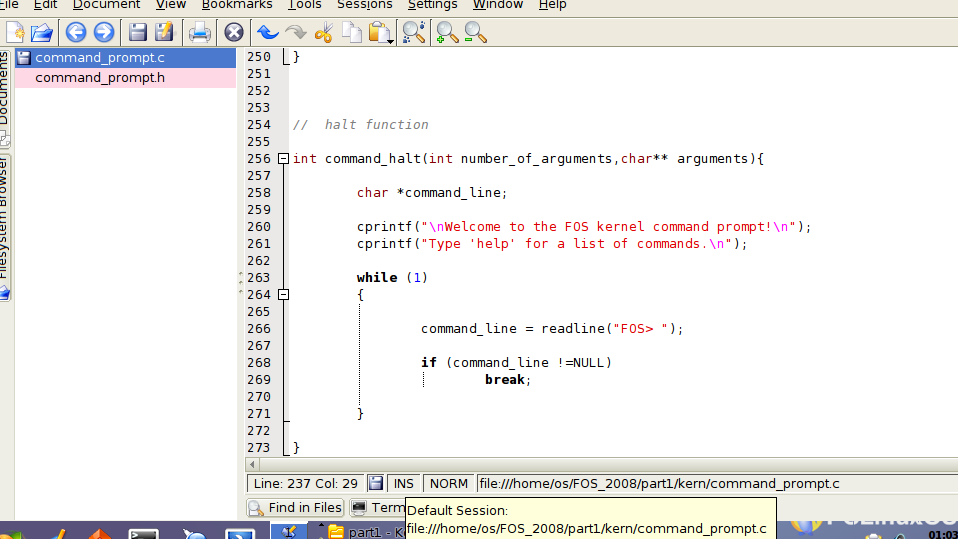 File Edit Document View Bookmarks Tools Sessions Settings Window Help
Documents
Filesystem Browser
command_prompt.c
command_prompt.h
250 }
251
252
253
254 // halt function
255
256 int command_halt(int number_of_arguments,char** arguments){
257
258 char *command_line;
259
260 cprintf("\nWelcome to the FOS kernel command prompt!\n");
261 cprintf("Type 'help' for a list of commands.\n");
262
263 while (1)
264 {
265
266 command_line = readline("FOS> ");
267
268 if (command_line !=NULL)
269 break;
270
271 }
272
273 }
Line: 237 Col: 29 INS NORM file:///home/os/FOS_2008/part1/kern/command_prompt.c
Find in Files Term
Default Session:
file:///home/os/FOS_2008/part1/kern/command_prompt.c
part1 - K
01:03